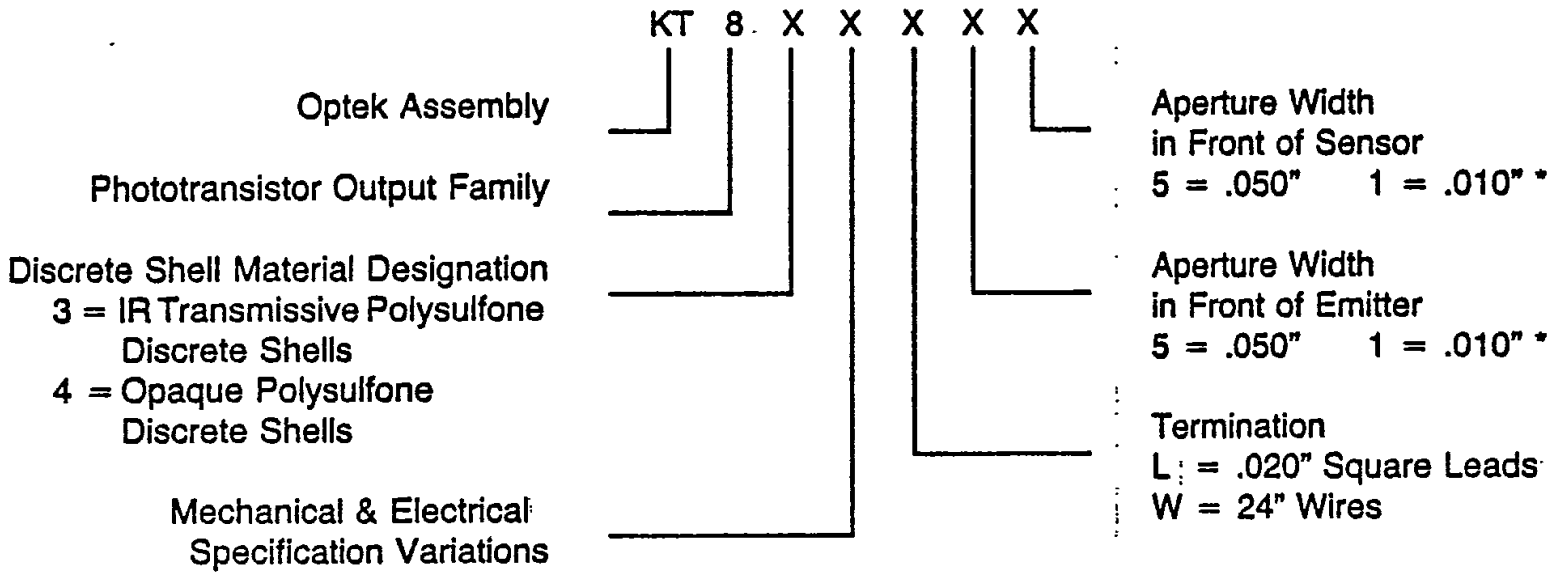 KT 8 X X X X X
Optek Assembly
Phototransistor Output Family
Discrete Shell Material Designation
3 = IR Transmissive Polysulfone
Discrete Shells
4 = Opaque Polysulfone
Discrete Shells
Mechanical & Electrical
Specification Variations
Aperture Width
in Front of Sensor
5 = .050" 1 = .010" *
Aperture Width
in Front of Emitter
5 = .050" 1 = .010" *
Termination
L = .020" Square Leads
W = 24" Wires